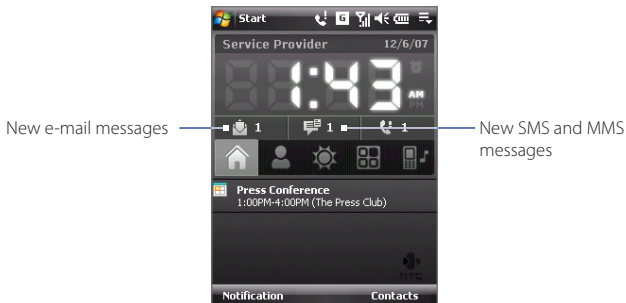 Start
G
Service Provider 12/6/07
1:43
AM
PM
New e-mail messages
1 1 1
New SMS and MMS
messages
Press Conference
1:00PM-4:00PM (The Press Club)
hTC
Notification Contacts